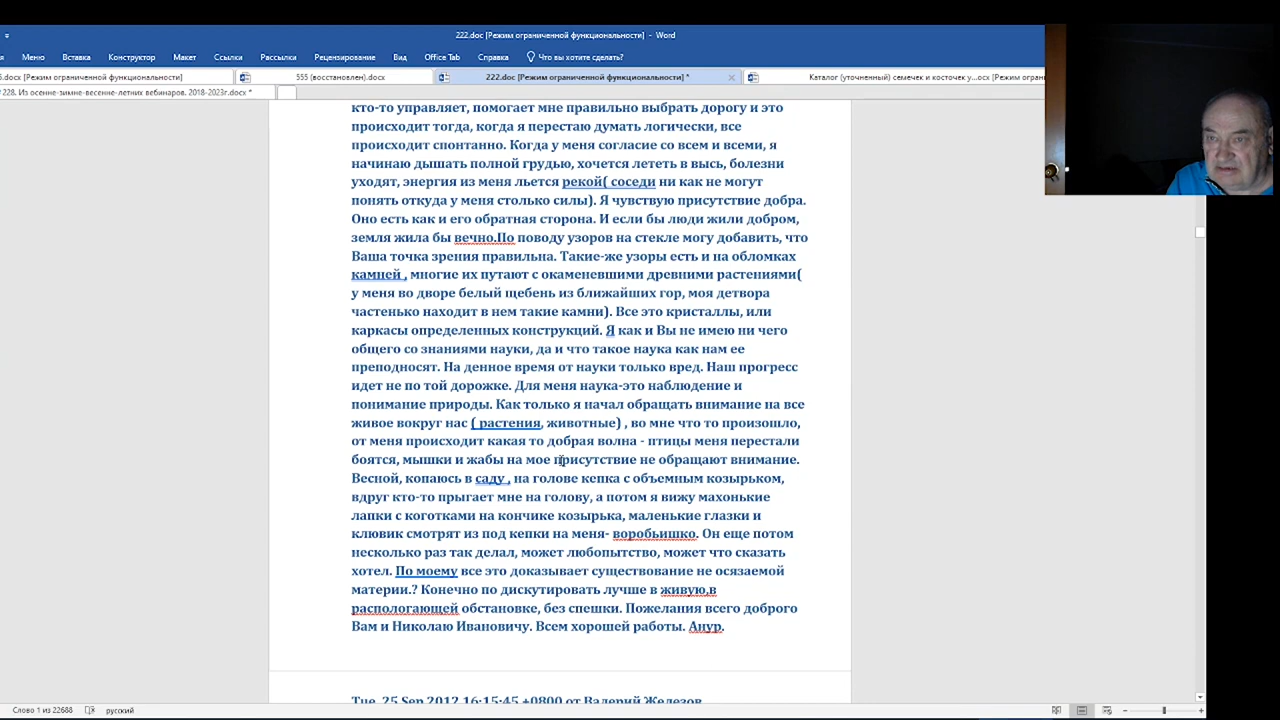 222.doc [Режим ограниченной функциональности] - Word
я Меню Вставка Конструктор Макет Ссылки Рассылки Рецензирование Вид Office Tab Справка Что вы хотите сделать?
6.docx [Режим ограниченной функциональности] 555 (восстановлен).docx 222.doc [Режим ограниченной функциональности] * Каталог (уточненный) семечек и косточек у...ocx [Режим огран
228. Из осенне-зимне-весенне-летних вебинаров. 2018-2023г.docx *
кто-то управляет, помогает мне правильно выбрать дорогу и это
происходит тогда, когда я перестаю думать логически, все
происходит спонтанно. Когда у меня согласие со всем и всеми, я
начинаю дышать полной грудью, хочется лететь в высь, болезни
уходят, энергия из меня льется рекой( соседи ни как не могут
понять откуда у меня столько силы). Я чувствую присутствие добра.
Оно есть как и его обратная сторона. И если бы люди жили добром,
земля жила бы вечно.По поводу узоров на стекле могу добавить, что
Ваша точка зрения правильна. Такие-же узоры есть и на обломках
камней , многие их путают с окаменевшими древними растениями(
у меня во дворе белый щебень из ближайших гор, моя детвора
частенько находит в нем такие камни). Все это кристаллы, или
каркасы определенных конструкций. Я как и Вы не имею ни чего
общего со знаниями науки, да и что такое наука как нам ее
преподносят. На денное время от науки только вред. Наш прогресс
идет не по той дорожке. Для меня наука-это наблюдение и
понимание природы. Как только я начал обращать внимание на все
живое вокруг нас ( растения, животные) , во мне что то произошло,
от меня происходит какая то добрая волна - птицы меня перестали
боятся, мышки и жабы на мое присутствие не обращают внимание.
Весной, копаюсь в саду , на голове кепка с объемным козырьком,
вдруг кто-то прыгает мне на голову, а потом я вижу махонькие
лапки с коготками на кончике козырька, маленькие глазки и
клювик смотрят из под кепки на меня- воробьишко. Он еще потом
несколько раз так делал, может любопытство, может что сказать
хотел. По моему все это доказывает существование не осязаемой
материи.? Конечно по дискутировать лучше в живую,в
распологающей обстановке, без спешки. Пожелания всего доброго
Вам и Николаю Ивановичу. Всем хорошей работы. Анур.
Tue, 25 Sep 2012 16:15:45 +0800 от Валерий Железов
Слово 1 из 22688 русский